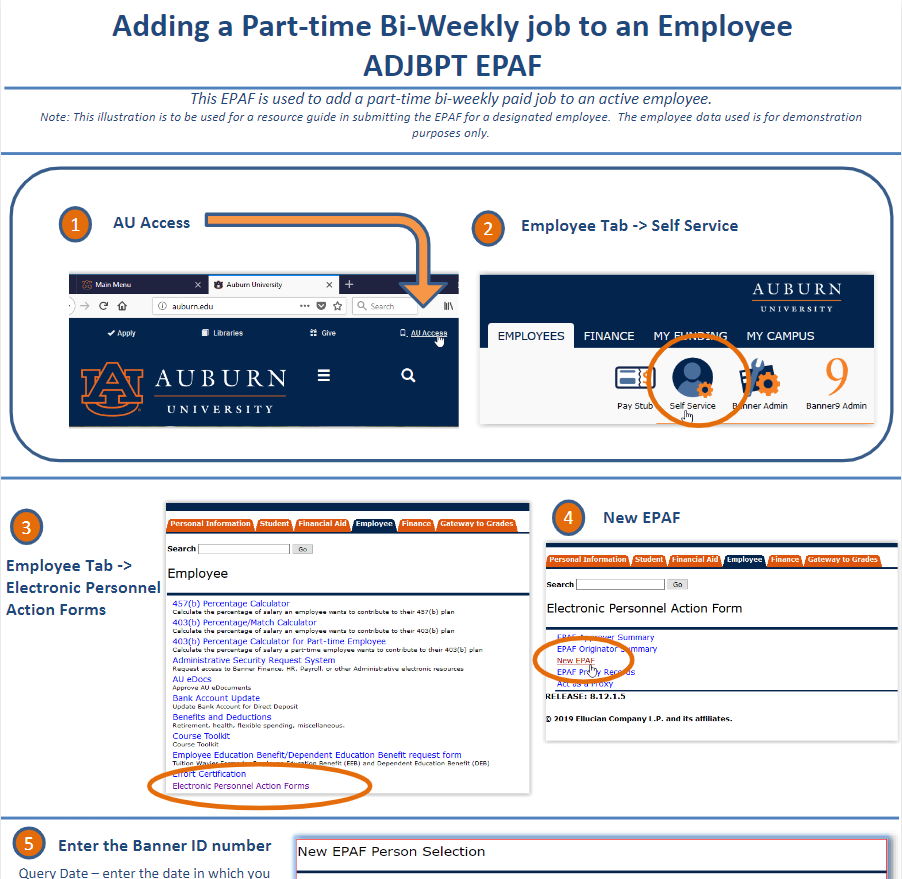 Adding a Part-time Bi-Weekly job to an Employee
ADJBPT EPAF
This EPAF is used to add a part-time bi-weekly paid job to an active employee.
Note: This illustration is to be used for a resource guide in submitting the EPAF for a designated employee. The employee data used is for demonstration
purposes only.
1 AU Access
2 Employee Tab -> Self Service
Main Menu
Auburn University
auburn.edu
Search
Apply
Libraries
Give
AU Access
AUBURN
UNIVERSITY
AUBURN
UNIVERSITY
EMPLOYEES FINANCE MY FUNDING MY CAMPUS
9
Pay Stub Self Service Banner Admin Banner9 Admin
3
Employee Tab ->
Electronic Personnel
Action Forms
Personal Information Student Financial Aid Employee Finance Gateway to Grades
Search Go
Employee
457(b) Percentage Calculator
Calculate the percentage of salary an employee wants to contribute to their 457(b) plan
403(b) Percentage/Match Calculator
Calculate the percentage of salary an employee wants to contribute to their 403(b) plan
403(b) Percentage Calculator for Part-time Employee
Calculate the percentage of salary a part-time employee wants to contribute to their 403(b) plan
Administrative Security Request System
Request access to Banner Finance, HR, Payroll, or other Administrative electronic resources
AU eDocs
Approve AU eDocuments
Bank Account Update
Update Bank Account for Direct Deposit
Benefits and Deductions
Retirement, health, flexible spending, miscellaneous.
Course Toolkit
Course Toolkit
Employee Education Benefit/Dependent Education Benefit request form
Tuition Education Benefit (EEB) and Dependent Education Benefit (DEB)
Effort Certification
Electronic Personnel Action Forms
4 New EPAF
Personal Information Student Financial Aid Employee Finance Gateway to Grades
Search Go
Electronic Personnel Action Form
EPAF Approver Summary
EPAF Originator Summary
New EPAF
EPAF Proxy Records
Act as a Proxy
RELEASE: 8.12.1.5
© 2019 Ellucian Company L.P. and its affiliates.
5 Enter the Banner ID number
Query Date – enter the date in which you
New EPAF Person Selection